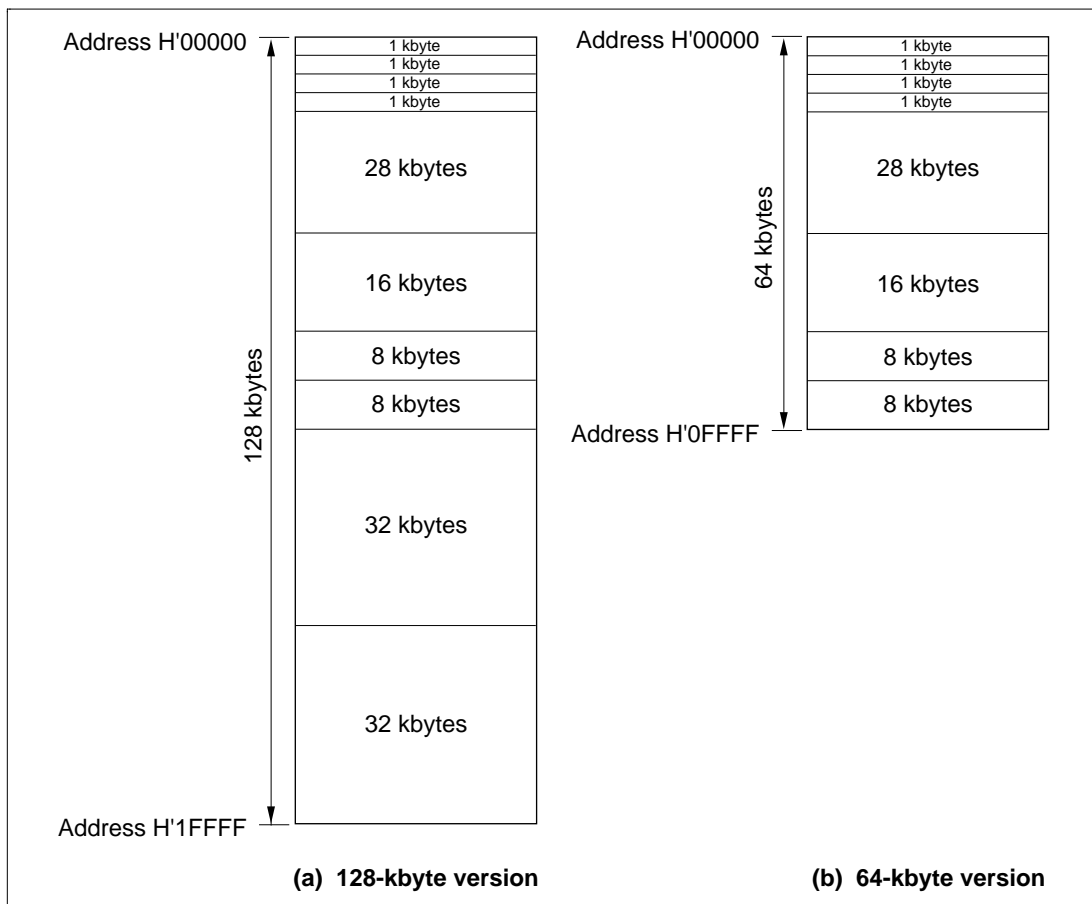 Address H'00000
1 kbyte
1 kbyte
1 kbyte
1 kbyte
28 kbytes
16 kbytes
8 kbytes
8 kbytes
32 kbytes
32 kbytes
128 kbytes
Address H'1FFFF
(a) 128-kbyte version
Address H'00000
1 kbyte
1 kbyte
1 kbyte
1 kbyte
28 kbytes
16 kbytes
8 kbytes
8 kbytes
64 kbytes
Address H'0FFFF
(b) 64-kbyte version